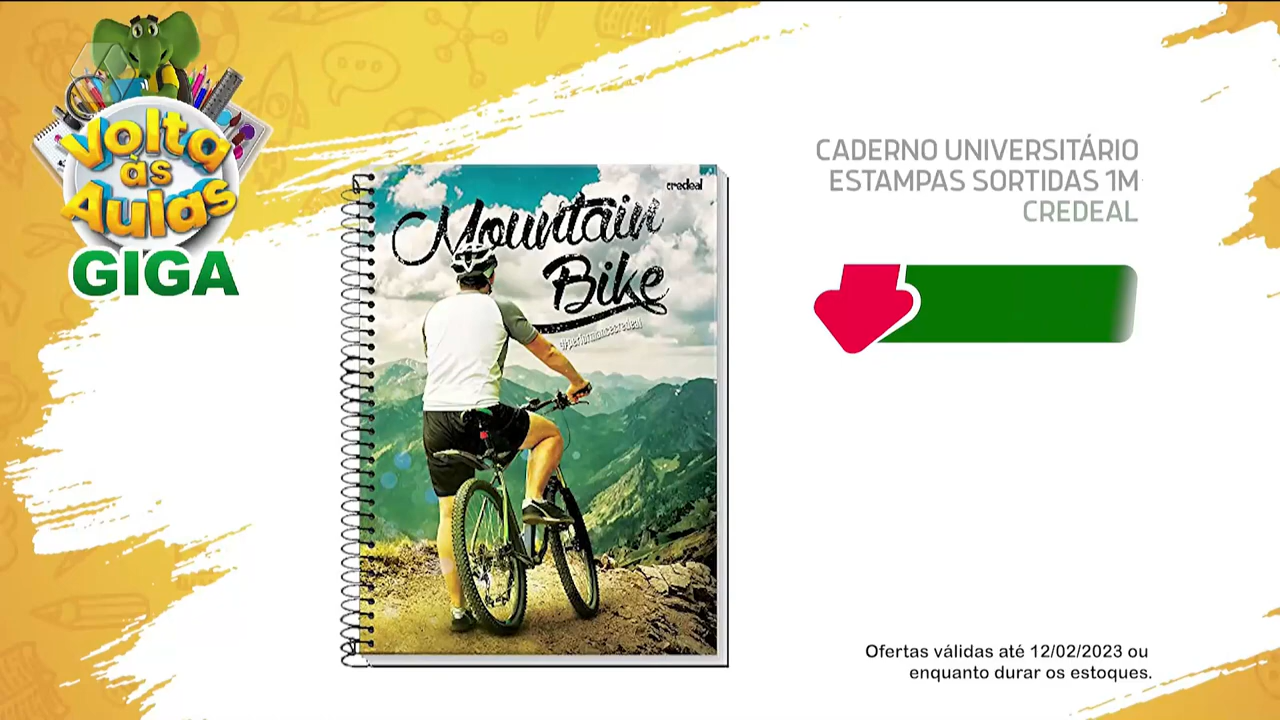 Volta
às
Aulas
GIGA
credeal
Mountain
Bike
@performancecredeal
CADERNO UNIVERSITÁRIO
ESTAMPAS SORTIDAS 1M
CREDEAL
Ofertas válidas até 12/02/2023 ou
enquanto durar os estoques.